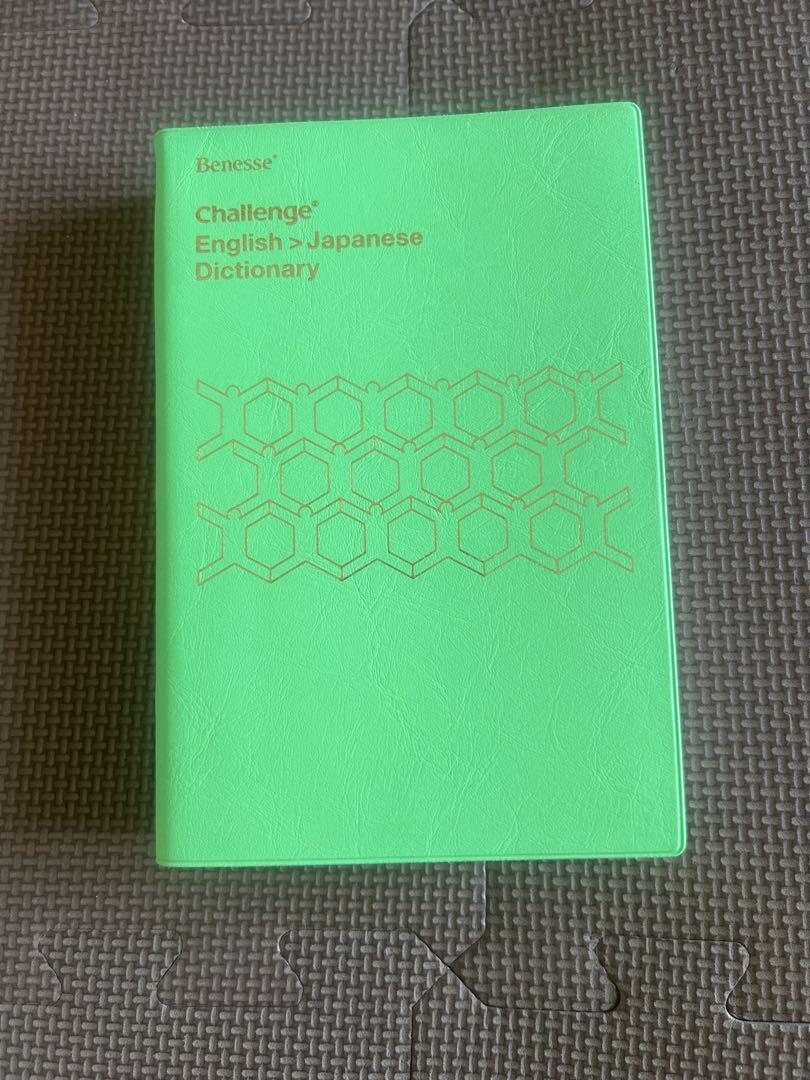 Benesse®
Challenge®
English > Japanese
Dictionary